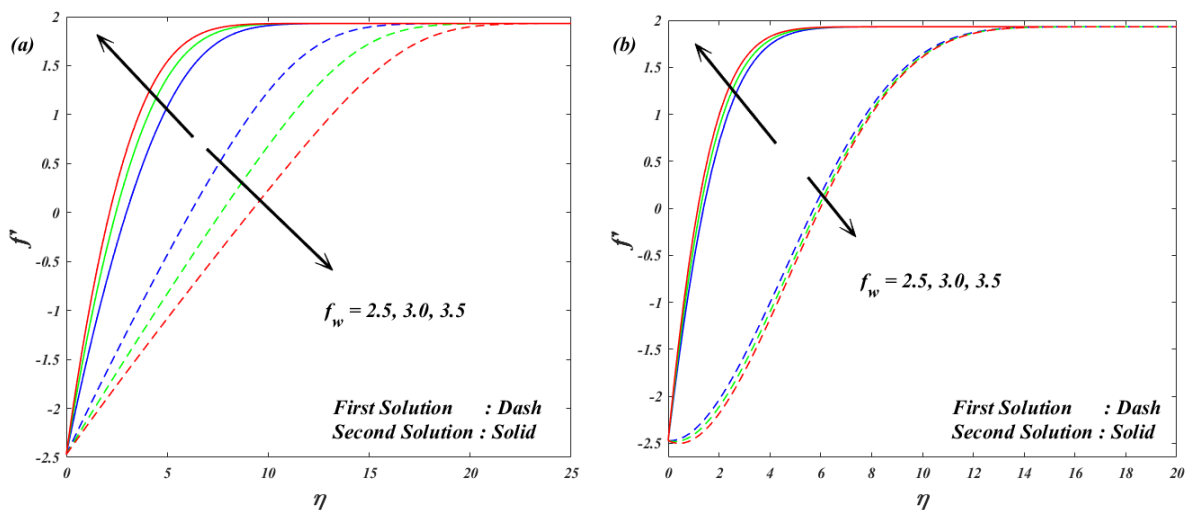 (a)
2
1.5
1
0.5
0
-0.5
-1
-1.5
-2
-2.5
f'
0 5 10 15 20 25
η
f_w = 2.5, 3.0, 3.5
First Solution : Dash
Second Solution : Solid
(b)
2
1.5
1
0.5
0
-0.5
-1
-1.5
-2
-2.5
f'
0 2 4 6 8 10 12 14 16 18 20
η
f_w = 2.5, 3.0, 3.5
First Solution : Dash
Second Solution : Solid